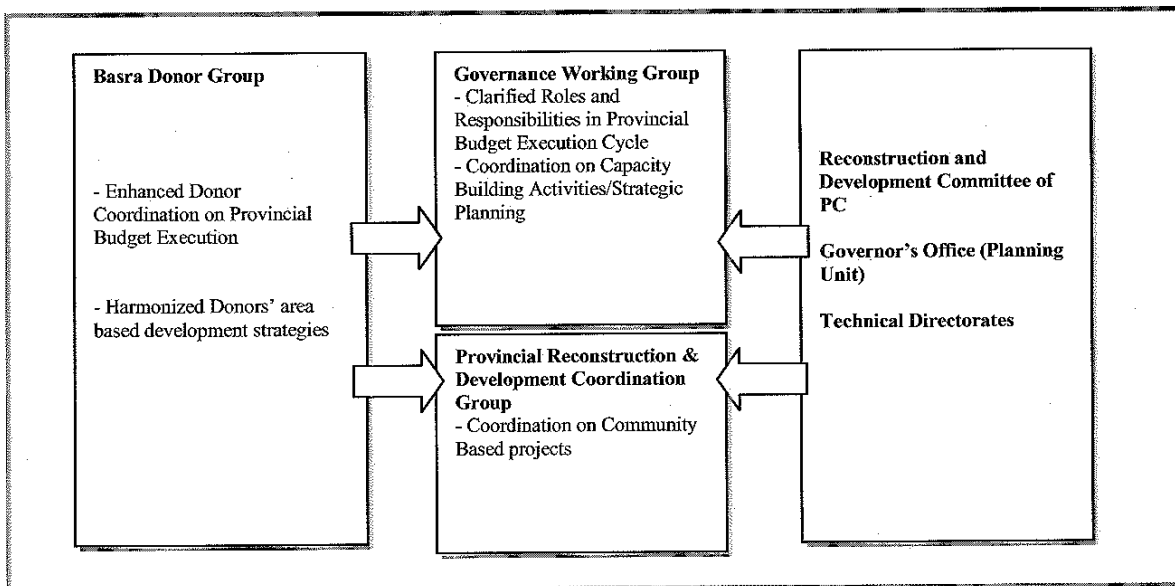 Basra Donor Group
- Enhanced Donor
Coordination on Provincial
Budget Execution
- Harmonized Donors' area
based development strategies
Governance Working Group
- Clarified Roles and
Responsibilities in Provincial
Budget Execution Cycle
- Coordination on Capacity
Building Activities/Strategic
Planning
Provincial Reconstruction &
Development Coordination
Group
- Coordination on Community
Based projects
Reconstruction and
Development Committee of
PC
Governor's Office (Planning
Unit)
Technical Directorates